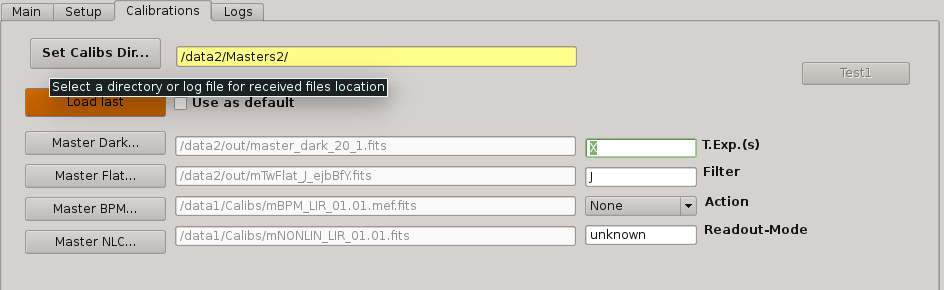 Main Setup Calibrations Logs
Set Calibs Dir... /data2/Masters2/
Test1
Select a directory or log file for received files location
Load last Use as default
Master Dark... /data2/out/master_dark_20_1.fits X T.Exp.(s)
Master Flat... /data2/out/mTwFlat_J_ejbBfY.fits J Filter
Master BPM... /data1/Calibs/mBPM_LIR_01.01.mef.fits None Action
Master NLC... /data1/Calibs/mNONLIN_LIR_01.01.fits unknown Readout-Mode